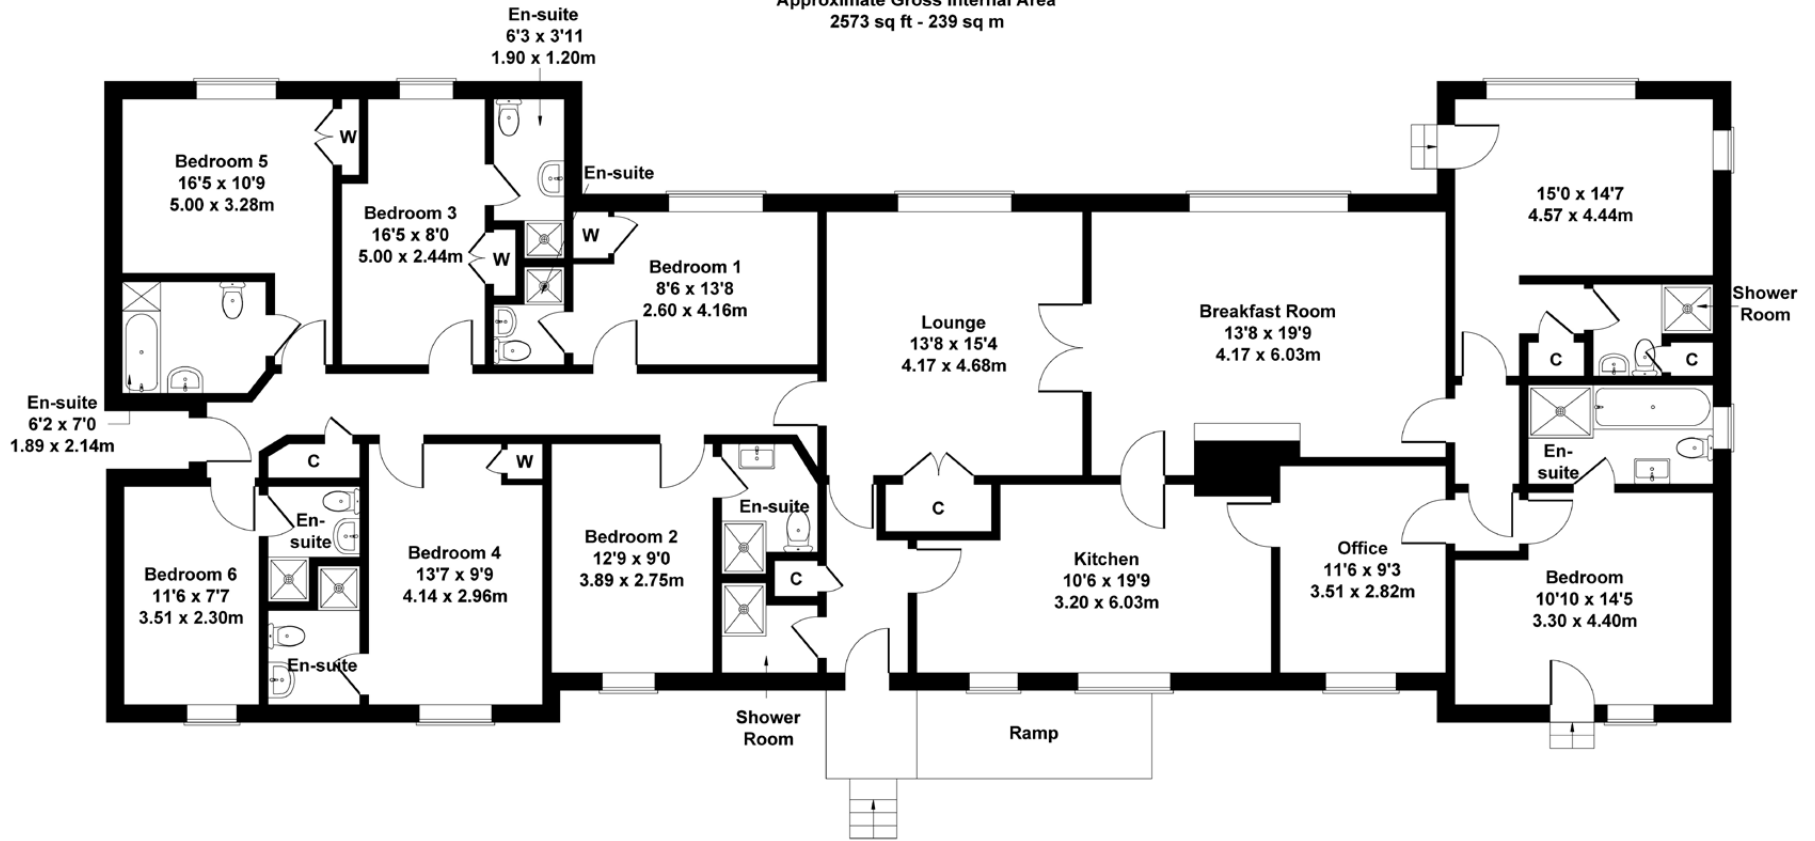 Approximate Gross Internal Area
2573 sq ft - 239 sq m
En-suite
6'3 x 3'11
1.90 x 1.20m
Bedroom 5
16'5 x 10'9
5.00 x 3.28m
W
Bedroom 3
16'5 x 8'0
5.00 x 2.44m
W
En-suite
W
Bedroom 1
8'6 x 13'8
2.60 x 4.16m
Lounge
13'8 x 15'4
4.17 x 4.68m
Breakfast Room
13'8 x 19'9
4.17 x 6.03m
15'0 x 14'7
4.57 x 4.44m
Shower
Room
C
C
En-suite
6'2 x 7'0
1.89 x 2.14m
C
W
En-
suite
En-
suite
Bedroom 6
11'6 x 7'7
3.51 x 2.30m
Bedroom 4
13'7 x 9'9
4.14 x 2.96m
En-suite
Bedroom 2
12'9 x 9'0
3.89 x 2.75m
En-suite
C
C
Kitchen
10'6 x 19'9
3.20 x 6.03m
Office
11'6 x 9'3
3.51 x 2.82m
Bedroom
10'10 x 14'5
3.30 x 4.40m
Shower
Room
Ramp